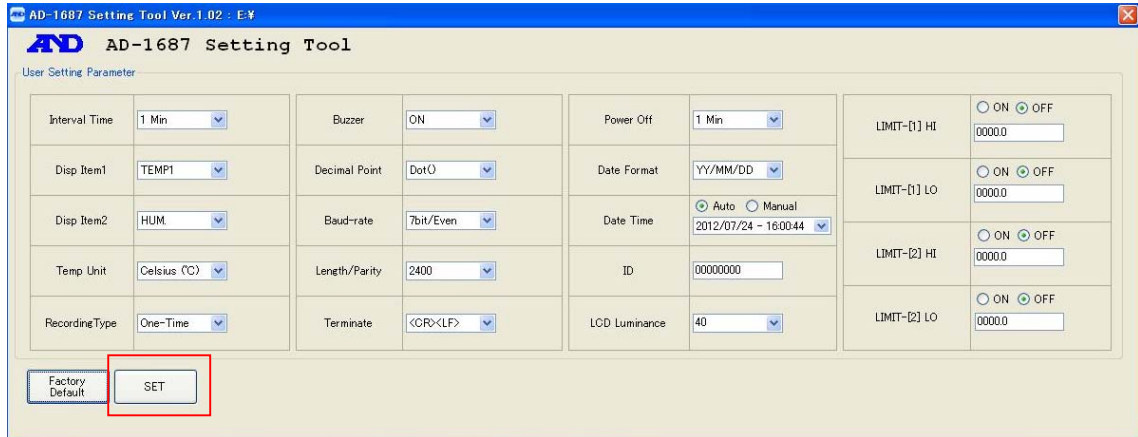 AD-1687 Setting Tool Ver.1.02 : E:¥
AND AD-1687 Setting Tool
User Setting Parameter
Interval Time 1 Min
Disp Item1 TEMP1
Disp Item2 HUM.
Temp Unit Celsius (℃)
RecordingType One-Time
Buzzer ON
Decimal Point Dot()
Baud-rate 7bit/Even
Length/Parity 2400
Terminate <CR><LF>
Power Off 1 Min
Date Format YY/MM/DD
Date Time Auto Manual
2012/07/24 - 16:00:44
ID 00000000
LCD Luminance 40
LIMIT-[1] HI ON OFF
0000.0
LIMIT-[1] LO ON OFF
0000.0
LIMIT-[2] HI ON OFF
0000.0
LIMIT-[2] LO ON OFF
0000.0
Factory
Default
SET